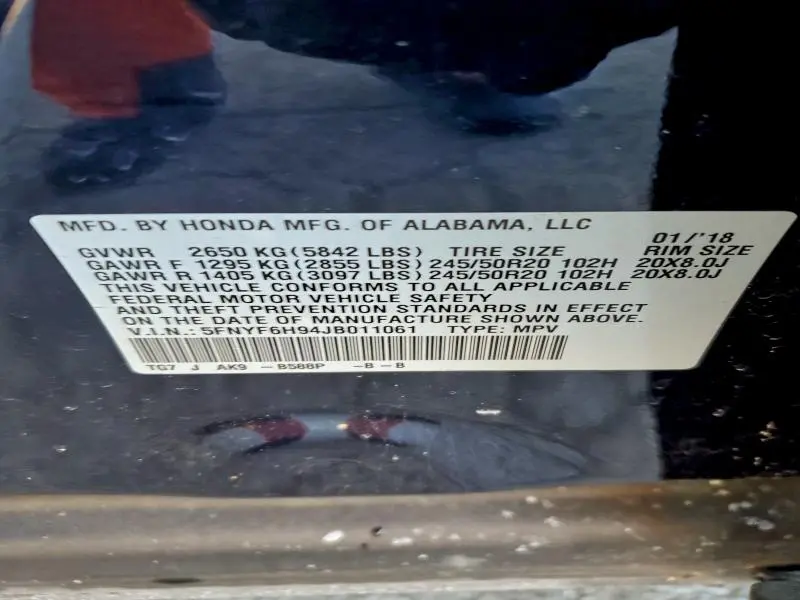 MFD. BY HONDA MFG. OF ALABAMA, LLC 01/'18
GVWR 2650 KG(5842 LBS) TIRE SIZE RIM SIZE
GAWR F 1295 KG(2855 LBS)245/50R20 102H 20X8.0J
GAWR R 1405 KG(3097 LBS)245/50R20 102H 20X8.0J
THIS VEHICLE CONFORMS TO ALL APPLICABLE
FEDERAL MOTOR VEHICLE SAFETY
AND THEFT PREVENTION STANDARDS IN EFFECT
ON THE DATE OF MANUFACTURE SHOWN ABOVE.
V.I.N.: 5FNYF6H94JB011061 TYPE: MPV
TG7 J AK9 -B588P -B-B